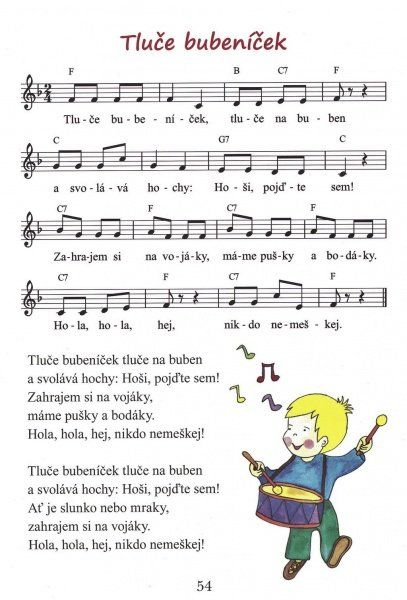 Tluče bubeníček
F B C7 F
2 4
Tlu - če bu - be - ní - ček, tlu - če na bu - ben
C G7 C
a svo - lá - vá ho - chy: Ho - ši, pojď - te sem!
C7 F C7 F
Za - hra - jem si na vo - já - ky, má - me puš - ky a bo - dá - ky.
C7 F C7 F
Ho - la, ho - la, hej, nik - do ne - meš - kej.
Tluče bubeníček tluče na buben
a svolává hochy: Hoši, pojďte sem!
Zahrajem si na vojáky,
máme pušky a bodáky.
Hola, hola, hej, nikdo nemeškej!
Tluče bubeníček tluče na buben
a svolává hochy: Hoši, pojďte sem!
Ať je slunko nebo mraky,
zahrajem si na vojáky.
Hola, hola, hej, nikdo nemeškej!
54